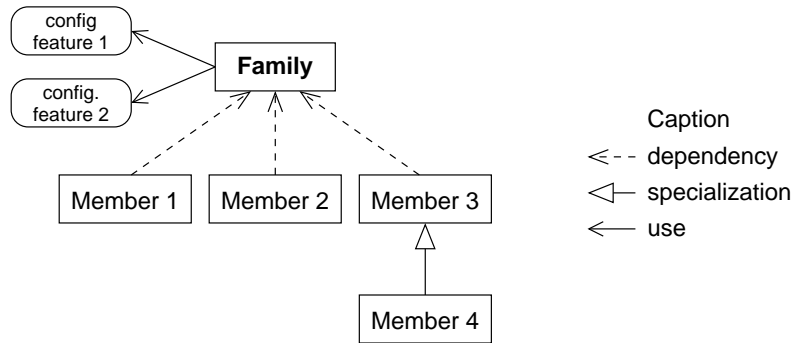 config
feature 1
config.
feature 2
Family
Member 1
Member 2
Member 3
Member 4
Caption
dependency
specialization
use